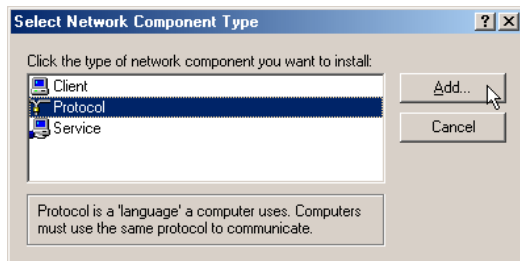 Select Network Component Type
Click the type of network component you want to install:
Client
Protocol
Service
Add...
Cancel
Protocol is a 'language' a computer uses. Computers
must use the same protocol to communicate.